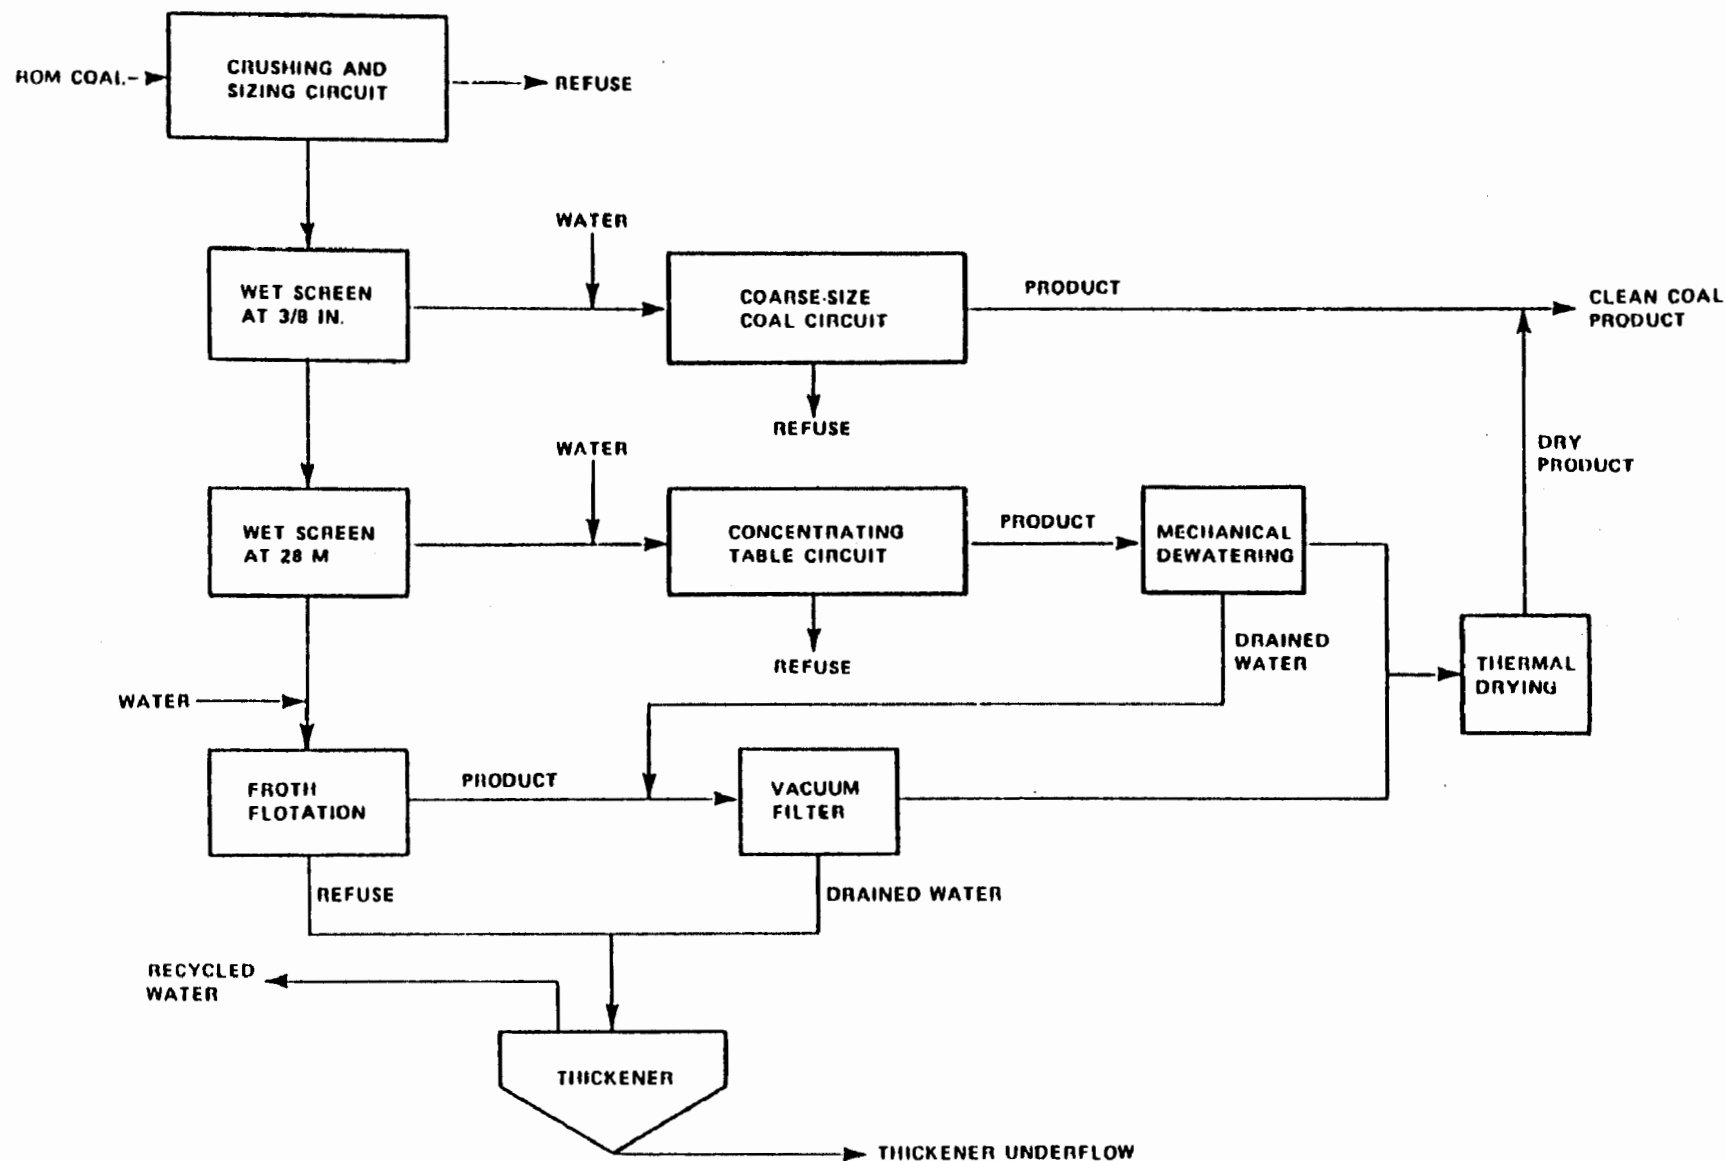 ROM COAL
CRUSHING AND
SIZING CIRCUIT
REFUSE
WATER
WET SCREEN
AT 3/8 IN.
COARSE-SIZE
COAL CIRCUIT
PRODUCT
CLEAN COAL
PRODUCT
REFUSE
WATER
DRY
PRODUCT
WET SCREEN
AT 28 M
CONCENTRATING
TABLE CIRCUIT
PRODUCT
MECHANICAL
DEWATERING
REFUSE
DRAINED
WATER
THERMAL
DRYING
WATER
FROTH
FLOTATION
PRODUCT
VACUUM
FILTER
REFUSE
DRAINED WATER
RECYCLED
WATER
THICKENER
THICKENER UNDERFLOW